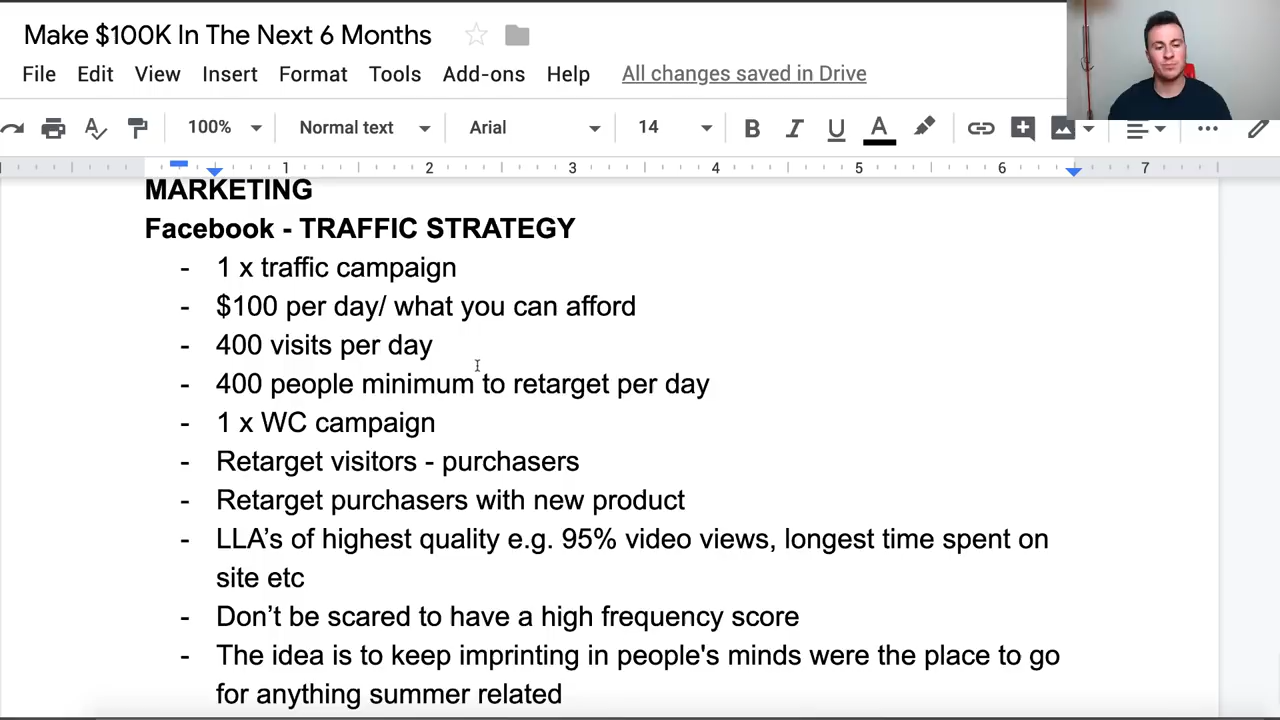 Make $100K In The Next 6 Months
File Edit View Insert Format Tools Add-ons Help All changes saved in Drive
100% Normal text Arial 14 B I U A
1 2 3 4 5 6 7
MARKETING
Facebook - TRAFFIC STRATEGY
- 1 x traffic campaign
- $100 per day/ what you can afford
- 400 visits per day
- 400 people minimum to retarget per day
- 1 x WC campaign
- Retarget visitors - purchasers
- Retarget purchasers with new product
- LLA's of highest quality e.g. 95% video views, longest time spent on
site etc
- Don't be scared to have a high frequency score
- The idea is to keep imprinting in people's minds were the place to go
for anything summer related